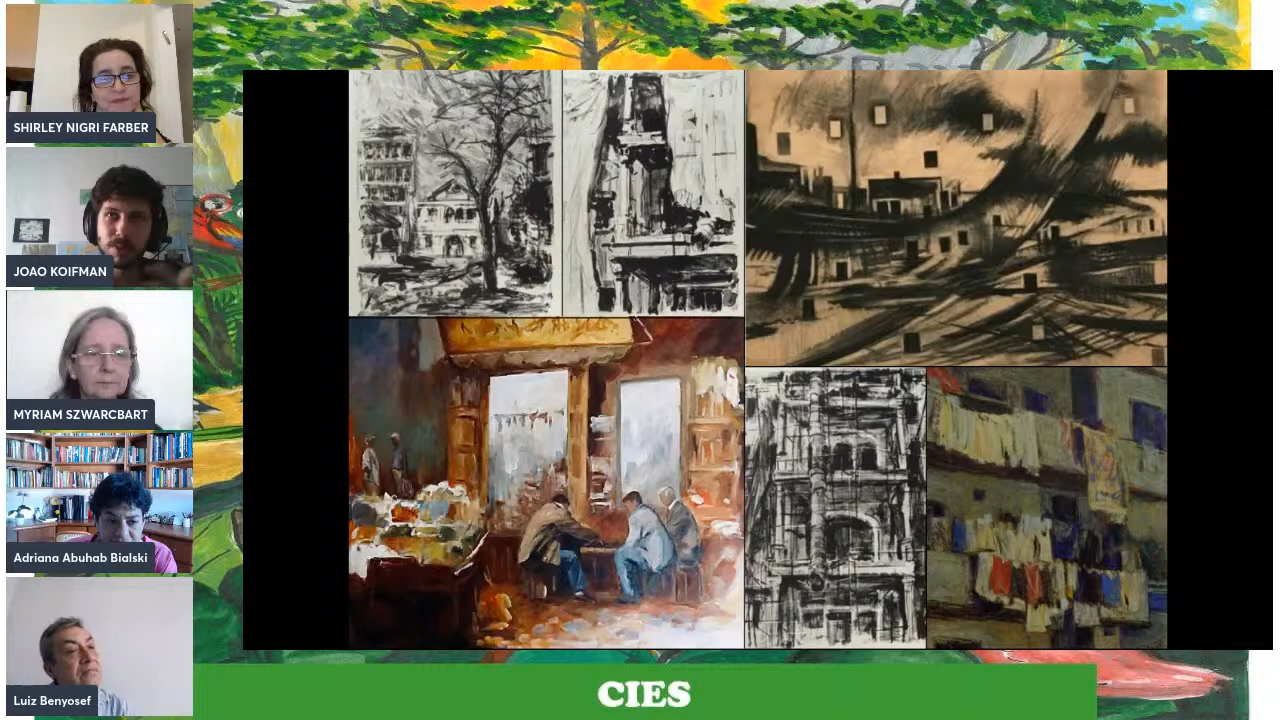 SHIRLEY NIGRI FARBER
JOAO KOIFMAN
MYRIAM SZWARCBART
Adriana Abuhab Bialski
Luiz Benyosef
CIES